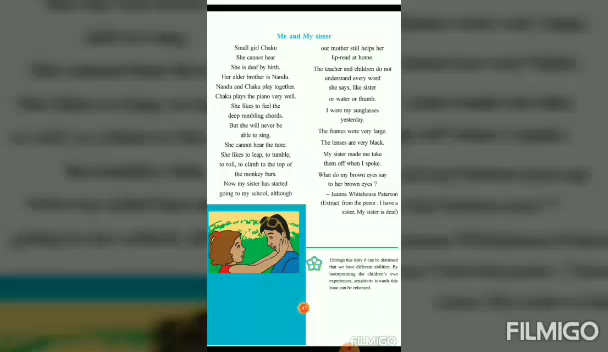 Me and My sister
Small girl Chaku
She cannot hear
She is deaf by birth.
Her elder brother is Nandu.
Nandu and Chaku play together.
Chaku plays the piano very well.
She likes to feel the
deep rumbling chords.
But she will never be
able to sing.
She cannot hear the tune.
She likes to leap, to tumble,
to roll, to climb to the top of
the monkey bars.
Now my sister has started
going to my school, although
our mother still helps her
lip-read at home.
The teacher and children do not
understand every word
she says, like sister
or water or thumb.
I wore my sunglasses
yesterday.
The frames were very large.
The lenses are very black.
My sister made me take
them off when I spoke.
What do my brown eyes say
to her brown eyes ?
– Jeanne Whitehouse Peterson
(Extract from the poem : I have a
sister, My sister is deaf)
Through this story it can be discussed
that we have different abilities. By
incorporating the children's own
experiences, sensitivity towards this
issue can be enhanced.
FILMIGO
FILMIGO